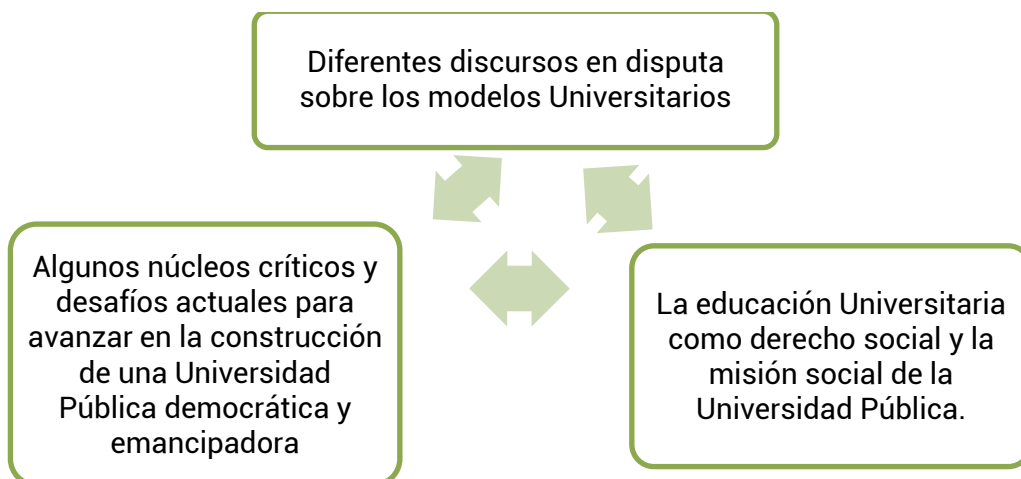 Diferentes discursos en disputa
sobre los modelos Universitarios
Algunos núcleos críticos y
desafíos actuales para
avanzar en la construcción
de una Universidad
Pública democrática y
emancipadora
La educación Universitaria
como derecho social y la
misión social de la
Universidad Pública.